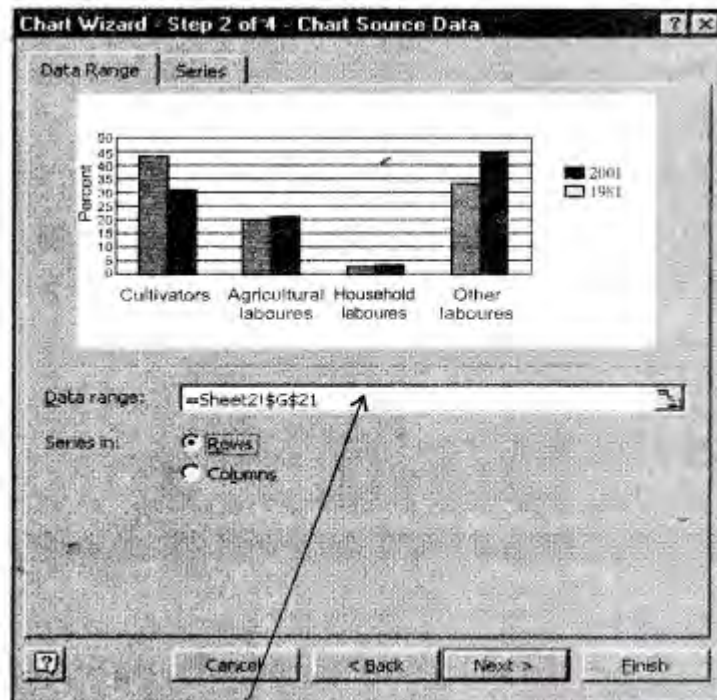 Chart Wizard - Step 2 of 4 - Chart Source Data
Data Range Series
50
45
40
35
30
25
20
15
10
5
0
Percent
2001
1981
Cultivators Agricultural laboures Household laboures Other laboures
Data range: =Sheet2!$G$21
Series in: Rows
Columns
Cancel < Back Next > Finish